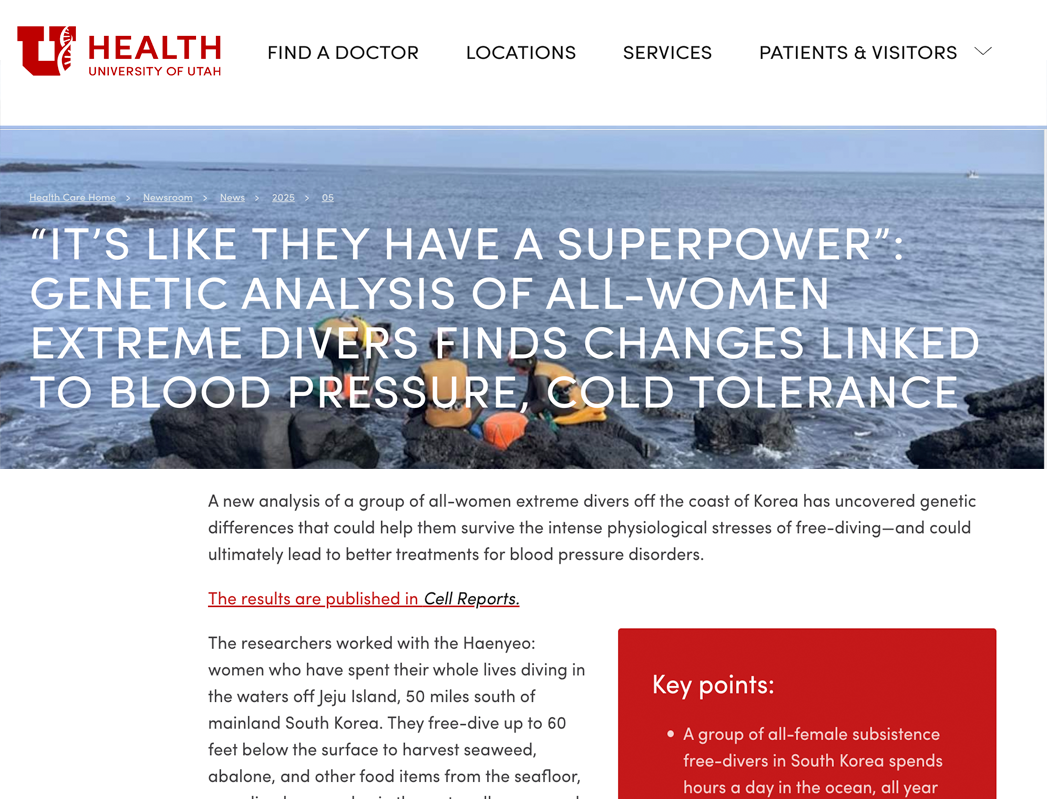 HEALTH
UNIVERSITY OF UTAH
FIND A DOCTOR
LOCATIONS
SERVICES
PATIENTS & VISITORS
Health Care Home > Newsroom > News > 2025 > 05
“IT’S LIKE THEY HAVE A SUPERPOWER”:
GENETIC ANALYSIS OF ALL-WOMEN
EXTREME DIVERS FINDS CHANGES LINKED
TO BLOOD PRESSURE, COLD TOLERANCE
A new analysis of a group of all-women extreme divers off the coast of Korea has uncovered genetic
differences that could help them survive the intense physiological stresses of free-diving—and could
ultimately lead to better treatments for blood pressure disorders.
The results are published in Cell Reports.
The researchers worked with the Haenyeo:
women who have spent their whole lives diving in
the waters off Jeju Island, 50 miles south of
mainland South Korea. They free-dive up to 60
feet below the surface to harvest seaweed,
abalone, and other food items from the seafloor,
Key points:
• A group of all-female subsistence
free-divers in South Korea spends
hours a day in the ocean, all year